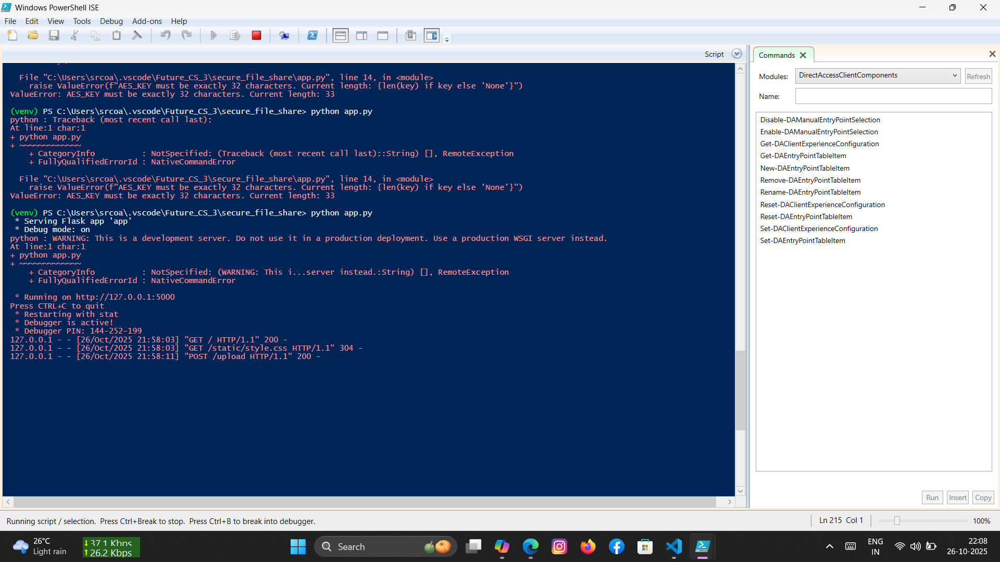 Windows PowerShell ISE
File Edit View Tools Debug Add-ons Help
Script
File "C:\Users\srcoa\.vscode\Future_CS_3\secure_file_share\app.py", line 14, in <module>
raise ValueError(f"AES_KEY must be exactly 32 characters. Current length: {len(key) if key else 'None'}")
ValueError: AES_KEY must be exactly 32 characters. Current length: 33
(venv) PS C:\Users\srcoa\.vscode\Future_CS_3\secure_file_share> python app.py
python : Traceback (most recent call last):
At line:1 char:1
+ python app.py
+ ~~~~~~~~~~~~~
+ CategoryInfo          : NotSpecified: (Traceback (most recent call last)::String) [], RemoteException
+ FullyQualifiedErrorId : NativeCommandError
File "C:\Users\srcoa\.vscode\Future_CS_3\secure_file_share\app.py", line 14, in <module>
raise ValueError(f"AES_KEY must be exactly 32 characters. Current length: {len(key) if key else 'None'}")
ValueError: AES_KEY must be exactly 32 characters. Current length: 33
(venv) PS C:\Users\srcoa\.vscode\Future_CS_3\secure_file_share> python app.py
* Serving Flask app 'app'
* Debug mode: on
python : WARNING: This is a development server. Do not use it in a production deployment. Use a production WSGI server instead.
At line:1 char:1
+ python app.py
+ ~~~~~~~~~~~~~
+ CategoryInfo          : NotSpecified: (WARNING: This i...server instead.:String) [], RemoteException
+ FullyQualifiedErrorId : NativeCommandError
* Running on http://127.0.0.1:5000
Press CTRL+C to quit
* Restarting with stat
* Debugger is active!
* Debugger PIN: 144-252-199
127.0.0.1 - - [26/Oct/2025 21:58:03] "GET / HTTP/1.1" 200 -
127.0.0.1 - - [26/Oct/2025 21:58:03] "GET /static/style.css HTTP/1.1" 304 -
127.0.0.1 - - [26/Oct/2025 21:58:11] "POST /upload HTTP/1.1" 200 -
Commands
Modules: DirectAccessClientComponents Refresh
Name:
Disable-DAManualEntryPointSelection
Enable-DAManualEntryPointSelection
Get-DAClientExperienceConfiguration
Get-DAEntryPointTableItem
New-DAEntryPointTableItem
Remove-DAEntryPointTableItem
Rename-DAEntryPointTableItem
Reset-DAClientExperienceConfiguration
Reset-DAEntryPointTableItem
Set-DAClientExperienceConfiguration
Set-DAEntryPointTableItem
Run Insert Copy
Running script / selection. Press Ctrl+Break to stop. Press Ctrl+B to break into debugger.
Ln 215 Col 1
100%
26°C
Light rain
37.1 Kbps
26.2 Kbps
Search
ENG
IN
22:08
26-10-2025